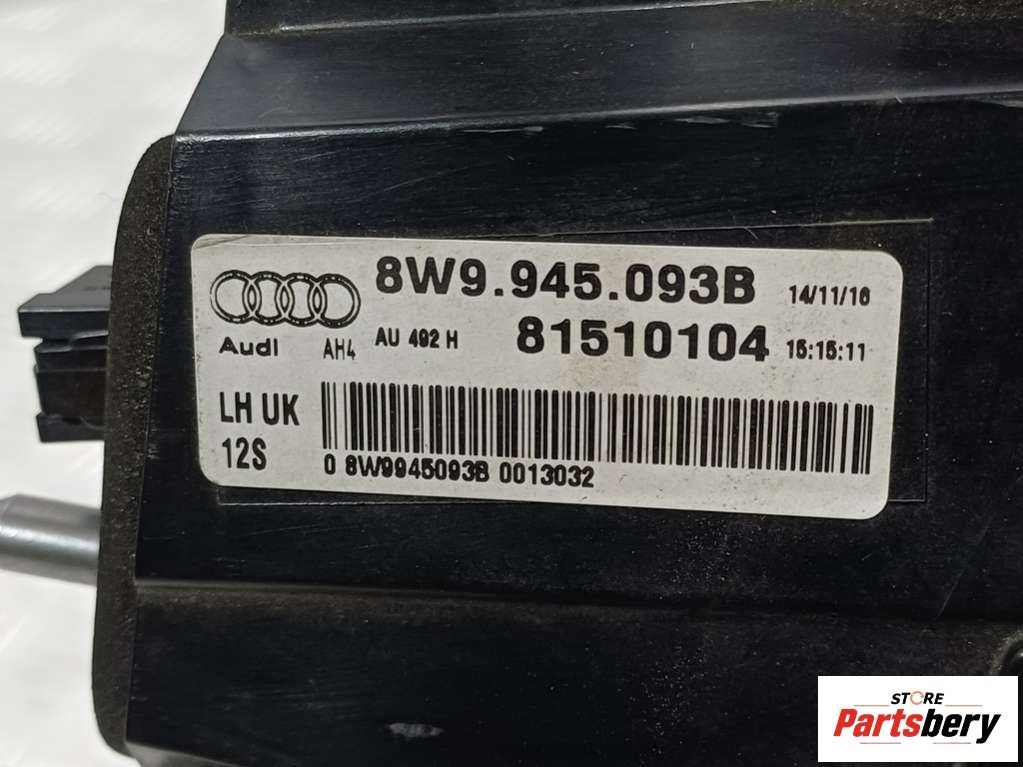 8W9.945.093B 14/11/16
Audi AH4 AU 492 H 81510104 15:15:11
LH UK
12S
0 8W9945093B 0013032
STORE
Partsbery